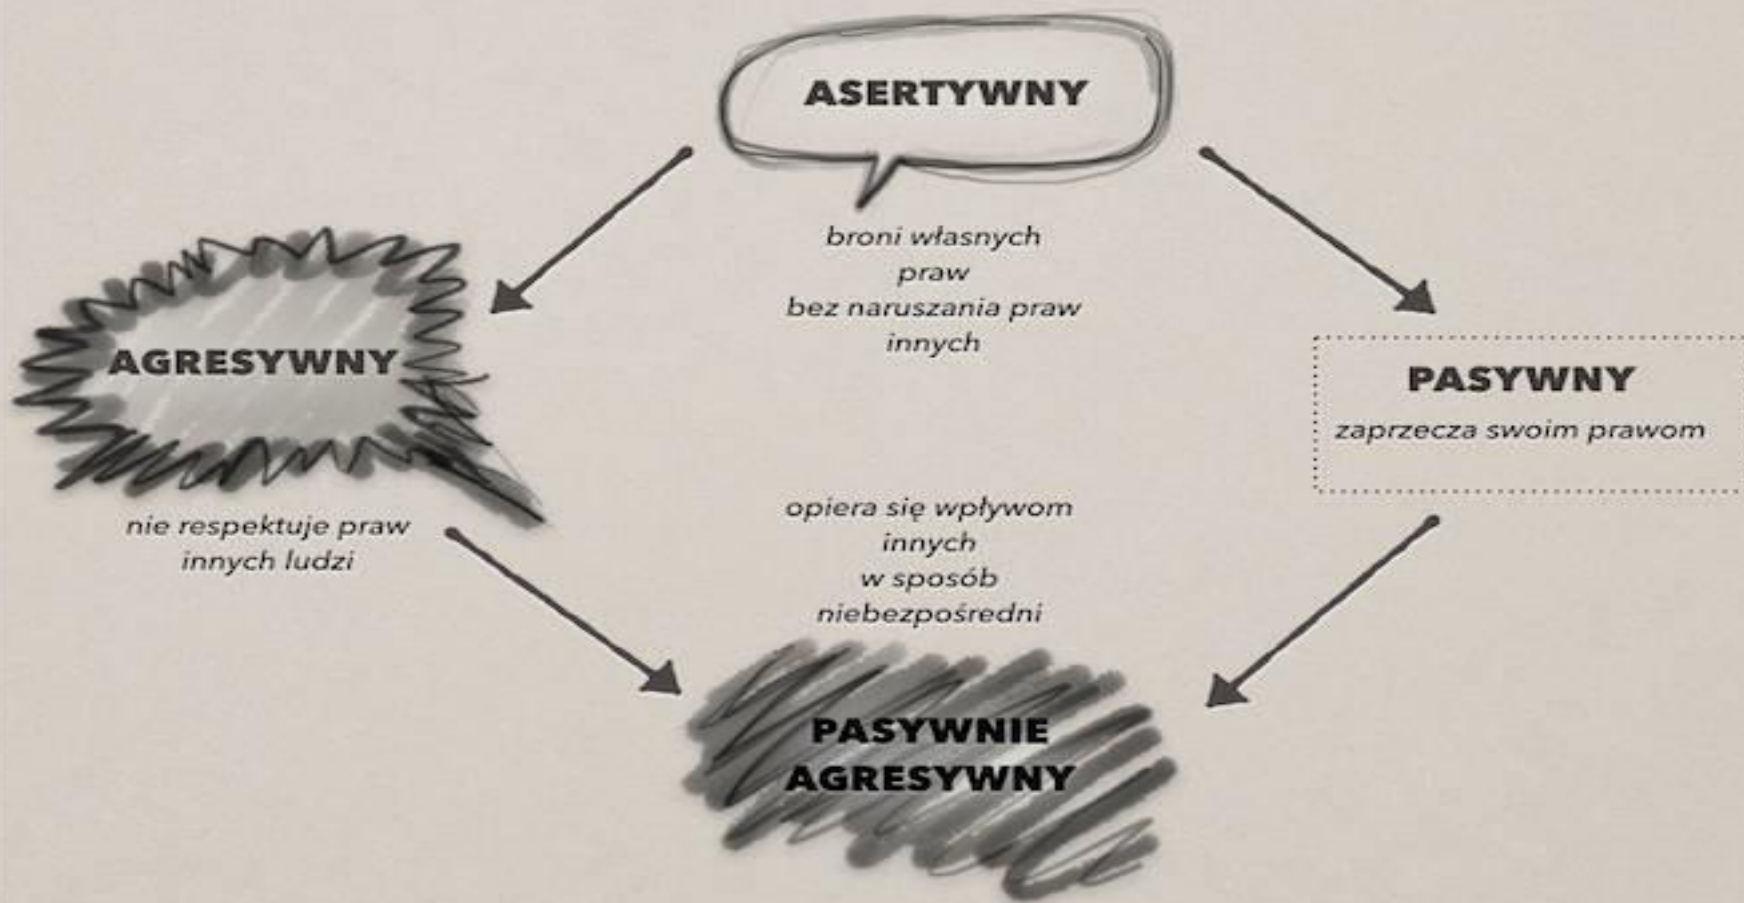 ASERTYWNY
broni własnych
praw
bez naruszania praw
innych
AGRESYWNY
nie respektuje praw
innych ludzi
PASYWNY
zaprzecza swoim prawom
opiera się wpływom
innych
w sposób
niebezpośredni
PASYWNIE
AGRESYWNY